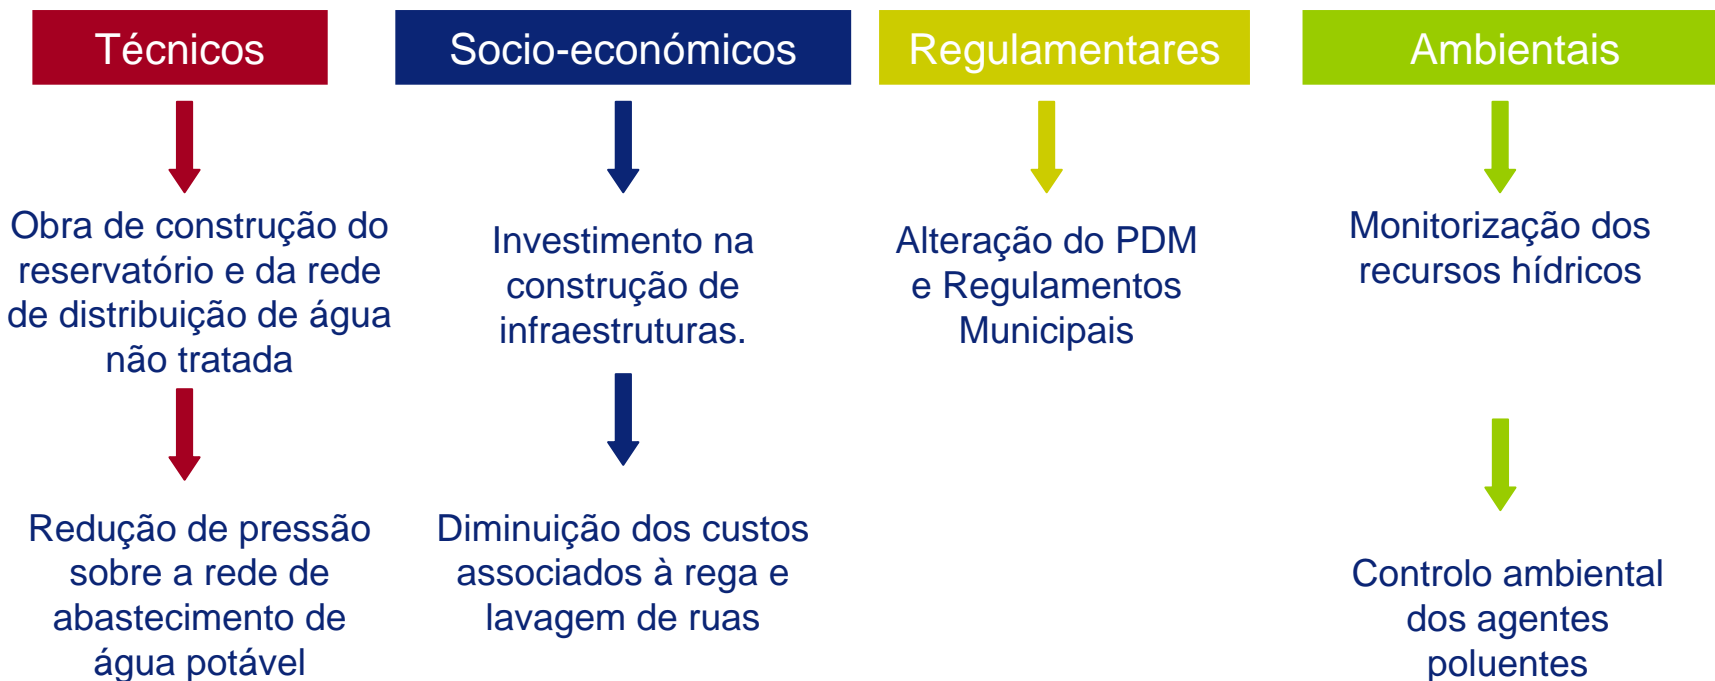 Técnicos
Obra de construção do
reservatório e da rede
de distribuição de água
não tratada
Redução de pressão
sobre a rede de
abastecimento de
água potável
Socio-económicos
Investimento na
construção de
infraestruturas.
Diminuição dos custos
associados à rega e
lavagem de ruas
Regulamentares
Alteração do PDM
e Regulamentos
Municipais
Ambientais
Monitorização dos
recursos hídricos
Controlo ambiental
dos agentes
poluentes